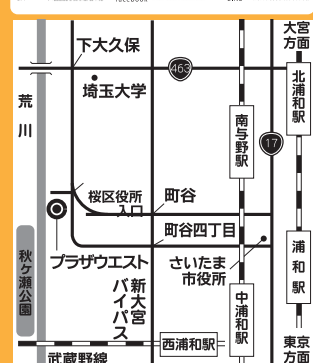 大宮
方面
下大久保
463
埼玉大学
北浦和駅
荒川
南与野駅
17
桜区役所
入口
町谷
町谷四丁目
プラザウエスト
さいたま
市役所
浦和駅
秋ヶ瀬公園
新大宮
バイパス
中浦和駅
西浦和駅
武蔵野線
東京
方面